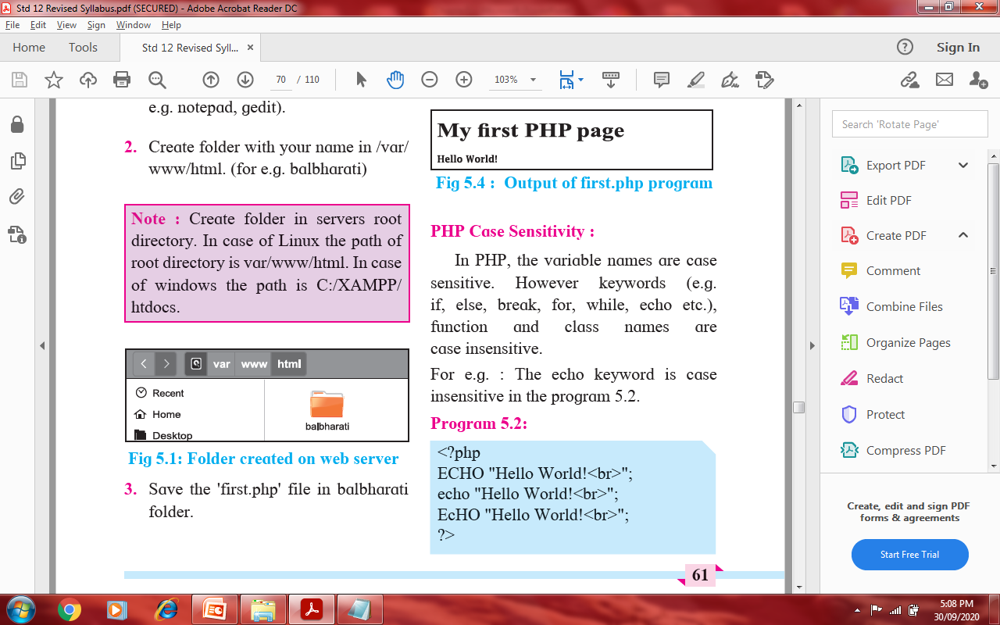 Std 12 Revised Syllabus.pdf (SECURED) - Adobe Acrobat Reader DC
File Edit View Sign Window Help
Home Tools Std 12 Revised Syll... × ? Sign In
70 / 110 103%
e.g. notepad, gedit).
2. Create folder with your name in /var/
www/html. (for e.g. balbharati)
Note : Create folder in servers root
directory. In case of Linux the path of
root directory is var/www/html. In case
of windows the path is C:/XAMPP/
htdocs.
var www html
Recent
Home
Desktop
balbharati
Fig 5.1: Folder created on web server
3. Save the 'first.php' file in balbharati
folder.
My first PHP page
Hello World!
Fig 5.4 : Output of first.php program
PHP Case Sensitivity :
In PHP, the variable names are case
sensitive. However keywords (e.g.
if, else, break, for, while, echo etc.),
function and class names are
case insensitive.
For e.g. : The echo keyword is case
insensitive in the program 5.2.
Program 5.2:
<?php
ECHO "Hello World!<br>";
echo "Hello World!<br>";
EcHO "Hello World!<br>";
?>
61
Search 'Rotate Page'
Export PDF
Edit PDF
Create PDF
Comment
Combine Files
Organize Pages
Redact
Protect
Compress PDF
Create, edit and sign PDF
forms & agreements
Start Free Trial
5:08 PM
30/09/2020